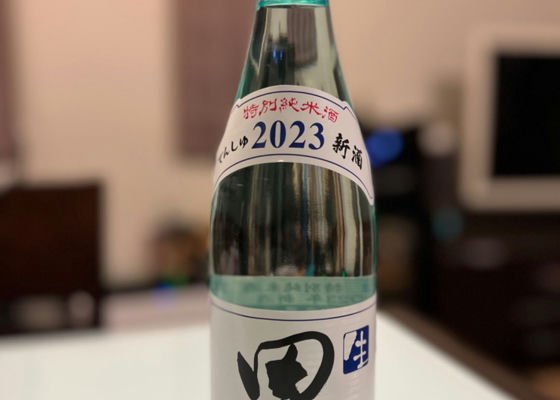 特別純米酒
でんしゅ 2023 新酒
田
生